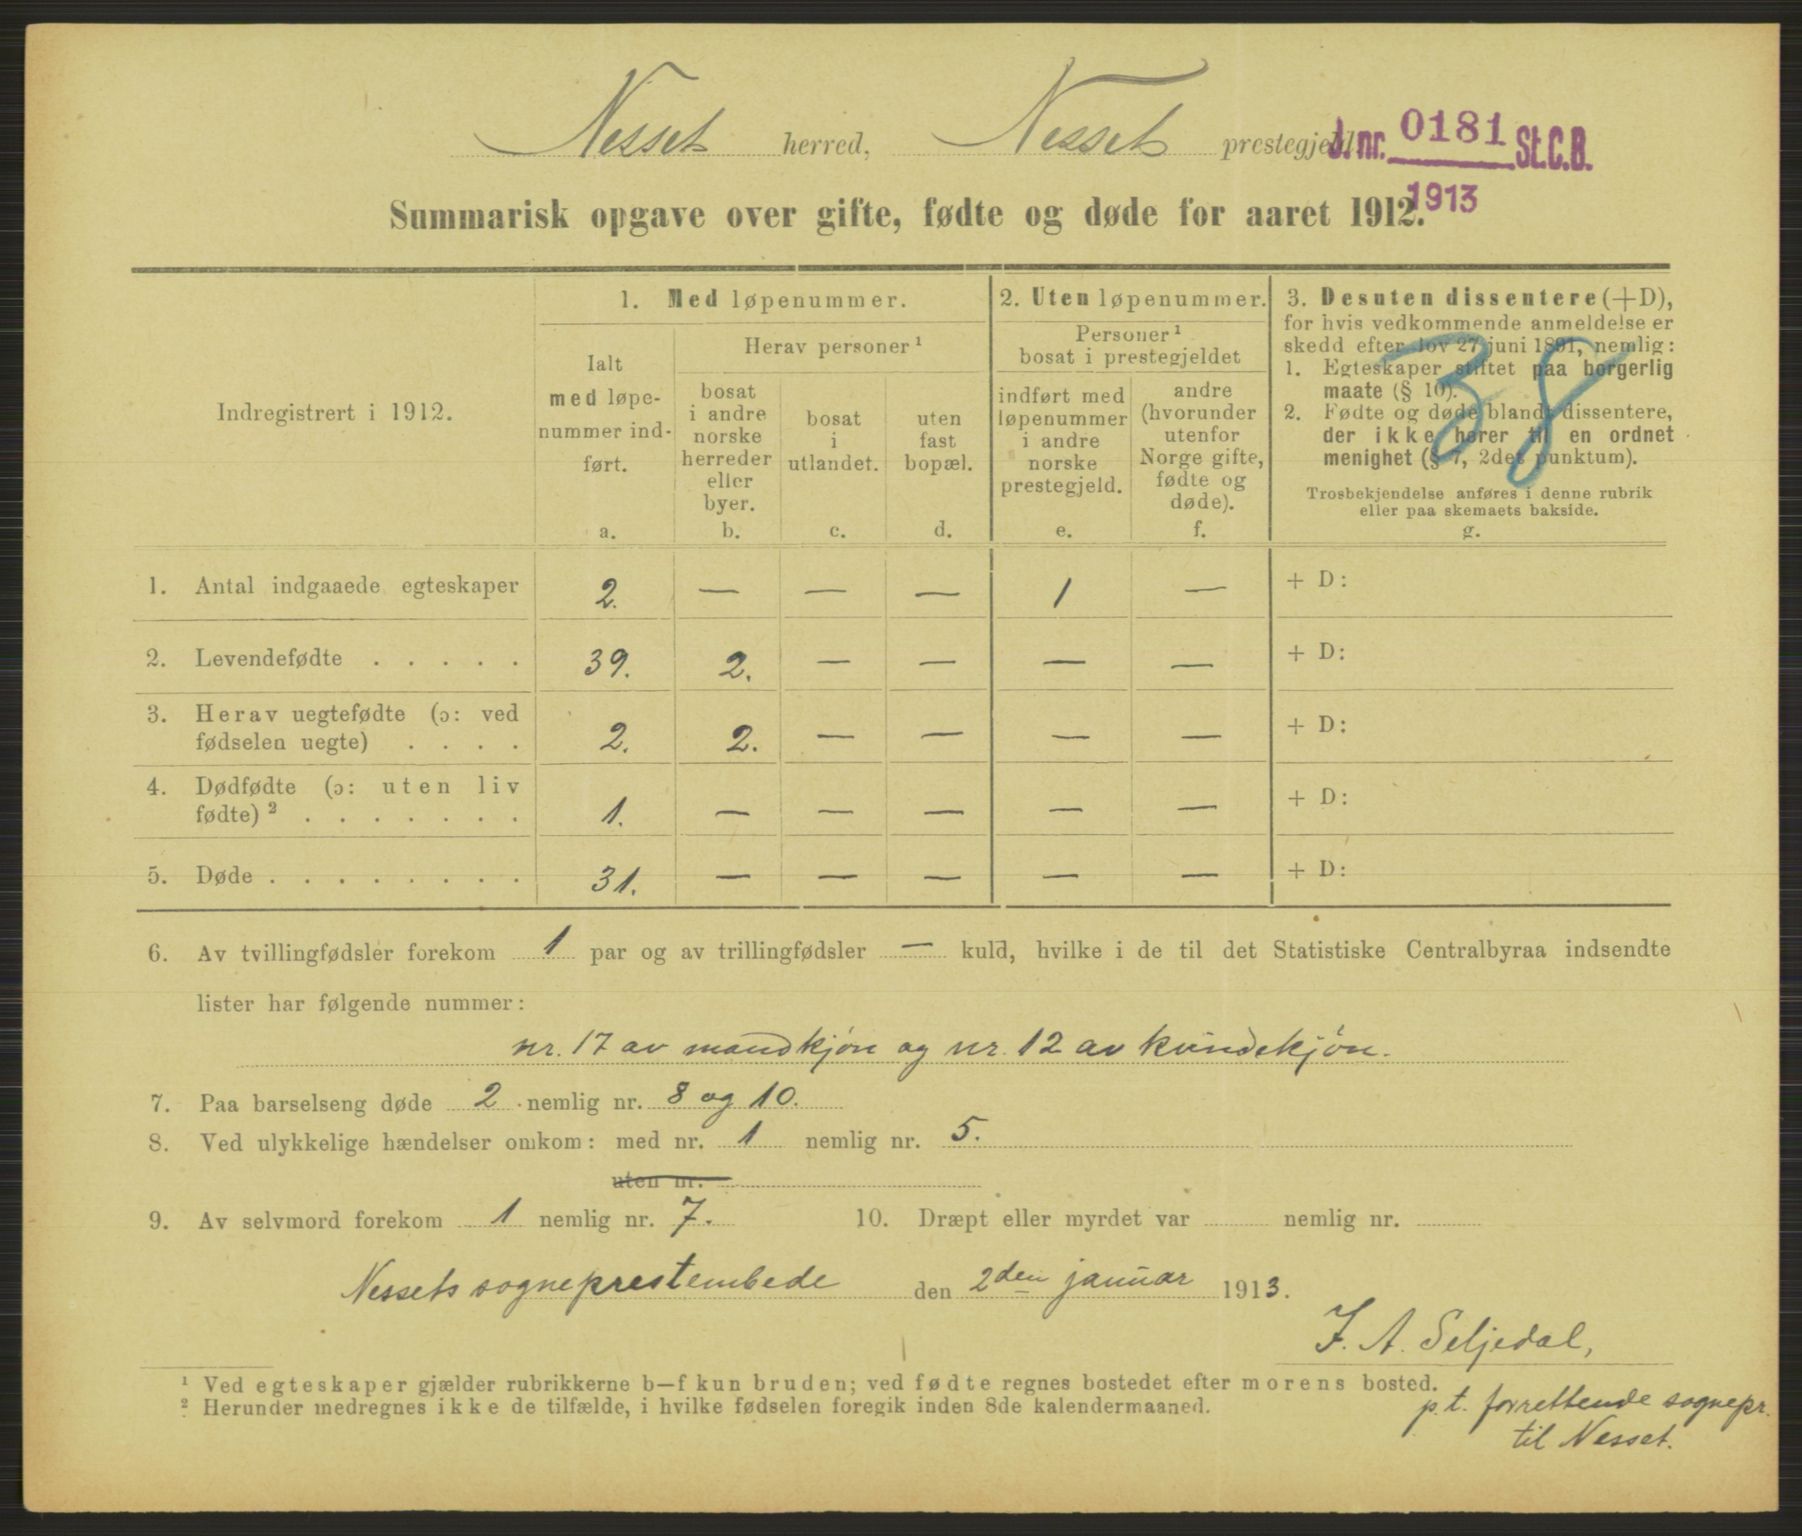 Nesset herred, Nesset prestegjeld.
J. nr. 0181 St.C.B.
1913
Summarisk opgave over gifte, fødte og døde for aaret 1912.
Indregistrert i 1912.
1. Med løpenummer.
Ialt
med løpe-
nummer ind-
ført.
a.
Herav personer ¹
bosat
i andre
norske
herreder
eller
byer.
b.
bosat
i
utlandet.
c.
uten
fast
bopæl.
d.
2. Uten løpenummer.
Personer ¹
bosat i prestegjeldet
indført med
løpenummer
i andre
norske
prestegjeld.
e.
andre
(hvorunder
utenfor
Norge gifte,
fødte og
døde).
f.
3. Desuten dissentere (+D),
for hvis vedkommende anmeldelse er
skedd efter lov 27 juni 1891, nemlig:
1. Egteskaper stiftet paa borgerlig
maate (§ 10).
2. Fødte og døde blandt dissentere,
der ikke hører til en ordnet
menighet (§ 7, 2det punktum).
Trosbekjendelse anføres i denne rubrik
eller paa skemaets bakside.
g.
38
1. Antal indgaaede egteskaper 2. — — — 1 — + D:
2. Levendefødte . . . . . 39. 2. — — — — + D:
3. Herav uegtefødte (ɔ: ved
fødselen uegte) . . . . 2. 2. — — — — + D:
4. Dødfødte (ɔ: uten liv
fødte) ² . . . . . . . 1. — — — — — + D:
5. Døde . . . . . . . . 31. — — — — — + D:
6. Av tvillingfødsler forekom 1 par og av trillingfødsler — kuld, hvilke i de til det Statistiske Centralbyraa indsendte
lister har følgende nummer:
nr. 17 av mandkjøn og nr. 12 av kvindekjøn.
7. Paa barselseng døde 2 nemlig nr. 8 og 10.
8. Ved ulykkelige hændelser omkom: med nr. 1 nemlig nr. 5.
uten nr.
9. Av selvmord forekom 1 nemlig nr. 7. 10. Dræpt eller myrdet var nemlig nr.
Nessets sogneprestembede den 2den januar 1913.
J. A. Seljedal,
p. t. forrettende sognepr.
til Nesset.
¹ Ved egteskaper gjælder rubrikkerne b—f kun bruden; ved fødte regnes bostedet efter morens bosted.
² Herunder medregnes ikke de tilfælde, i hvilke fødselen foregik inden 8de kalendermaaned.